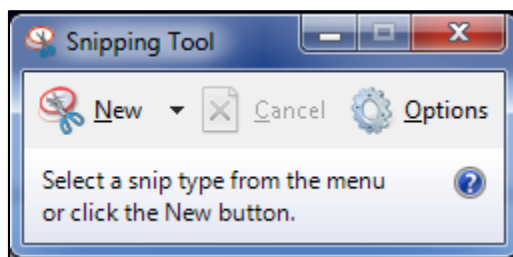 Snipping Tool
New Cancel Options
Select a snip type from the menu
or click the New button.